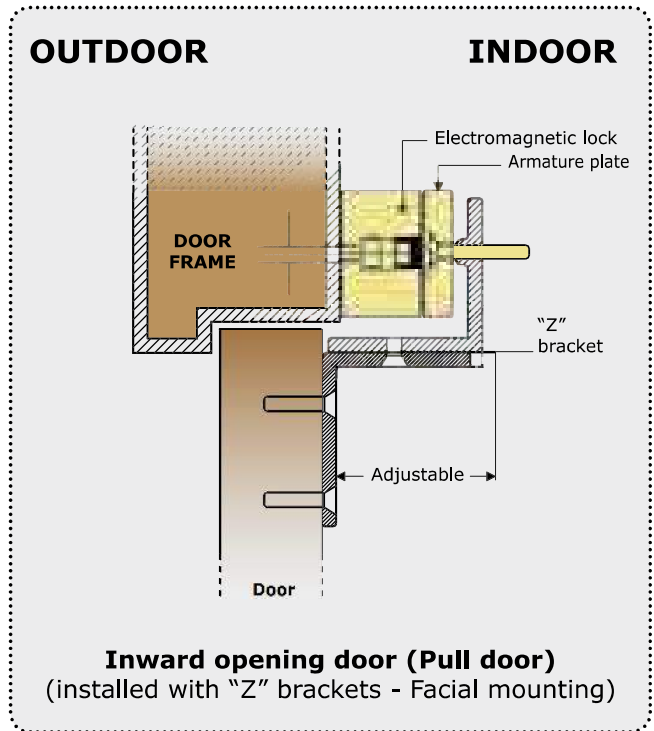 OUTDOOR INDOOR
Electromagnetic lock
Armature plate
DOOR
FRAME
“Z”
bracket
Adjustable
Door
Inward opening door (Pull door)
(installed with “Z” brackets - Facial mounting)